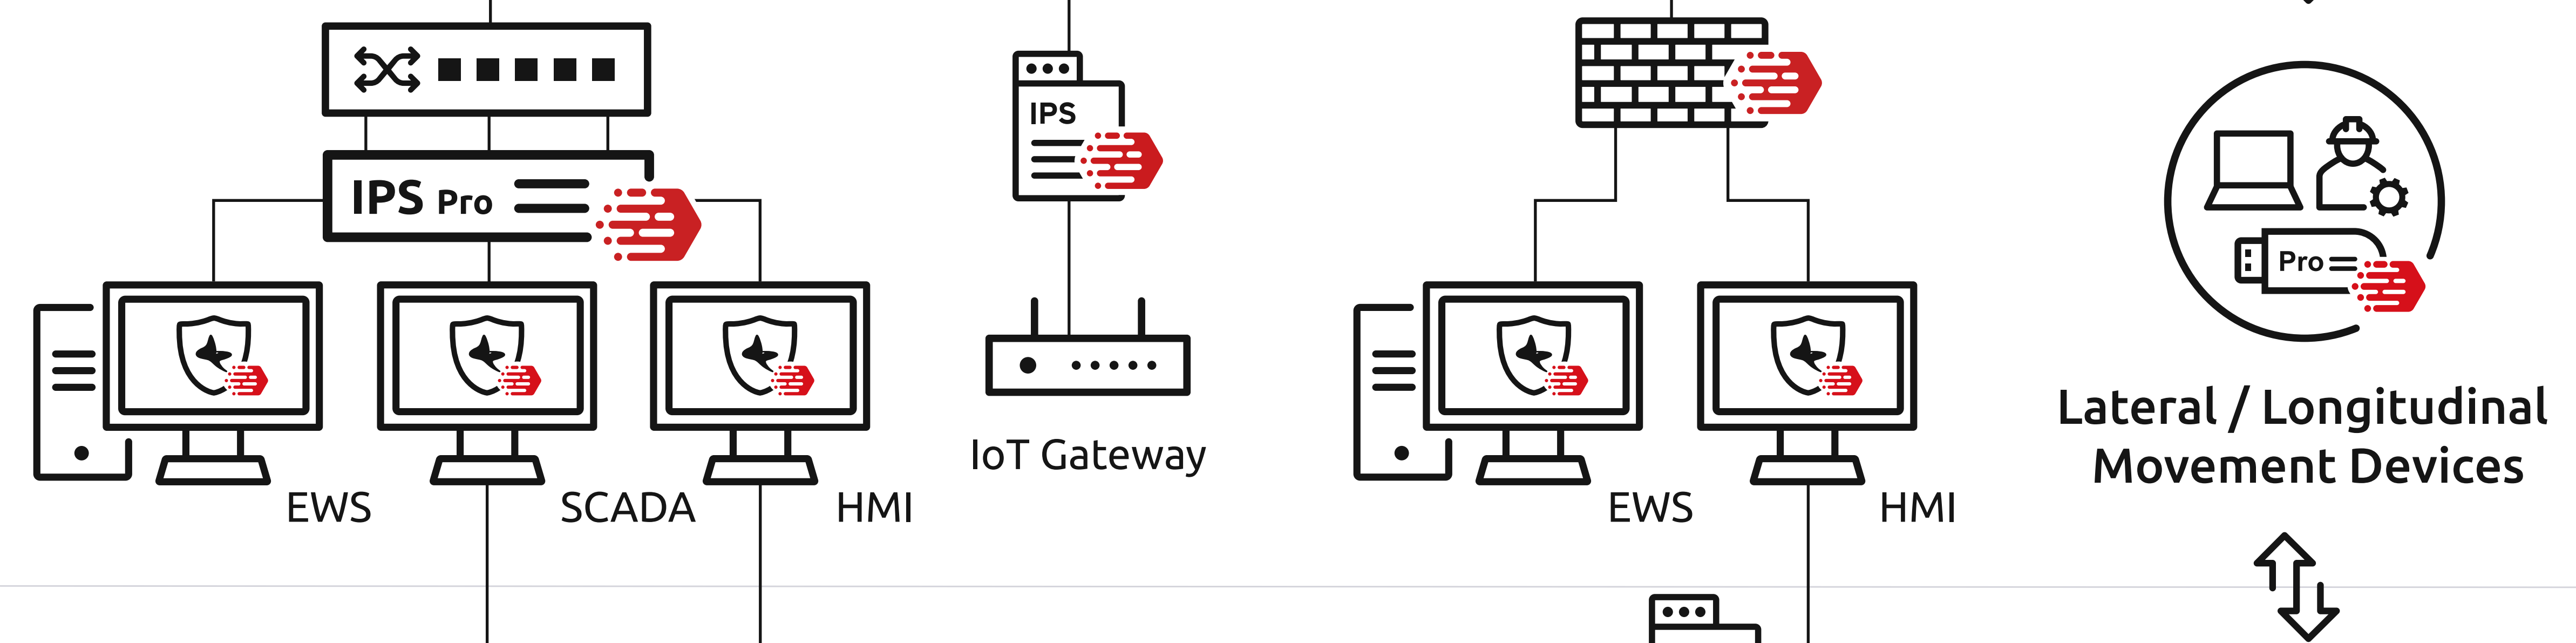 IPS Pro
IPS
Pro
EWS
SCADA
HMI
IoT Gateway
EWS
HMI
Lateral / Longitudinal
Movement Devices